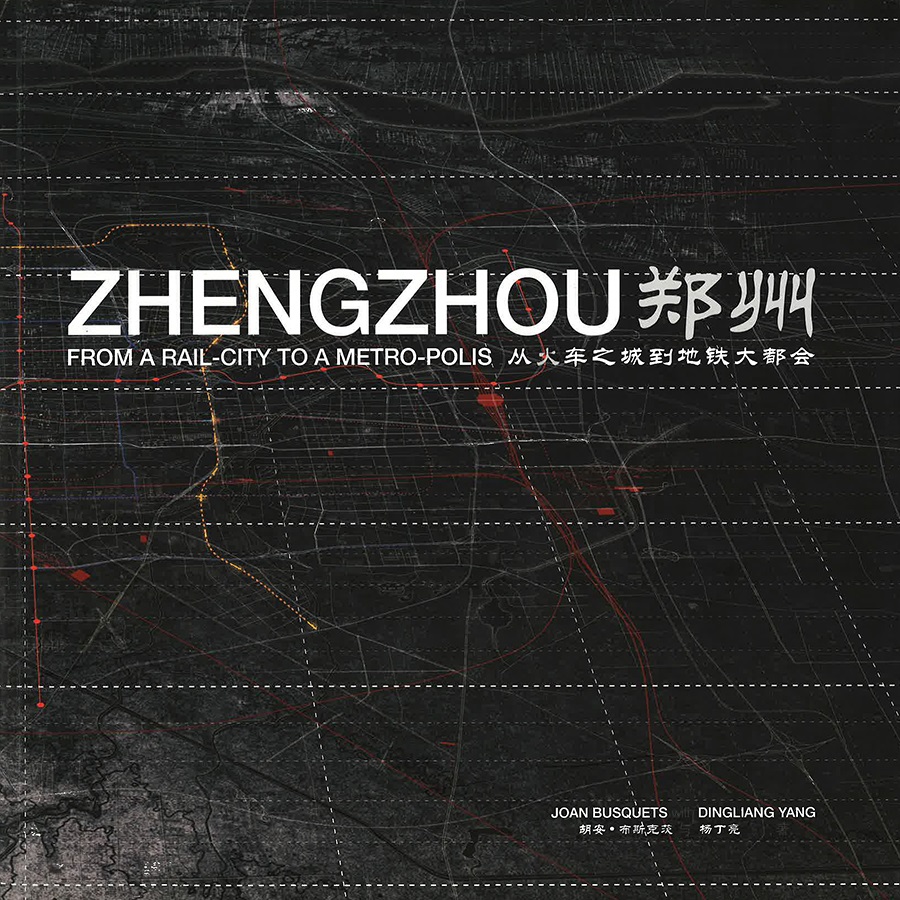 ZHENGZHOU 郑州
FROM A RAIL-CITY TO A METRO-POLIS 从火车之城到地铁大都会
JOAN BUSQUETS with DINGLIANG YANG
胡安·布斯克茨 杨丁亮